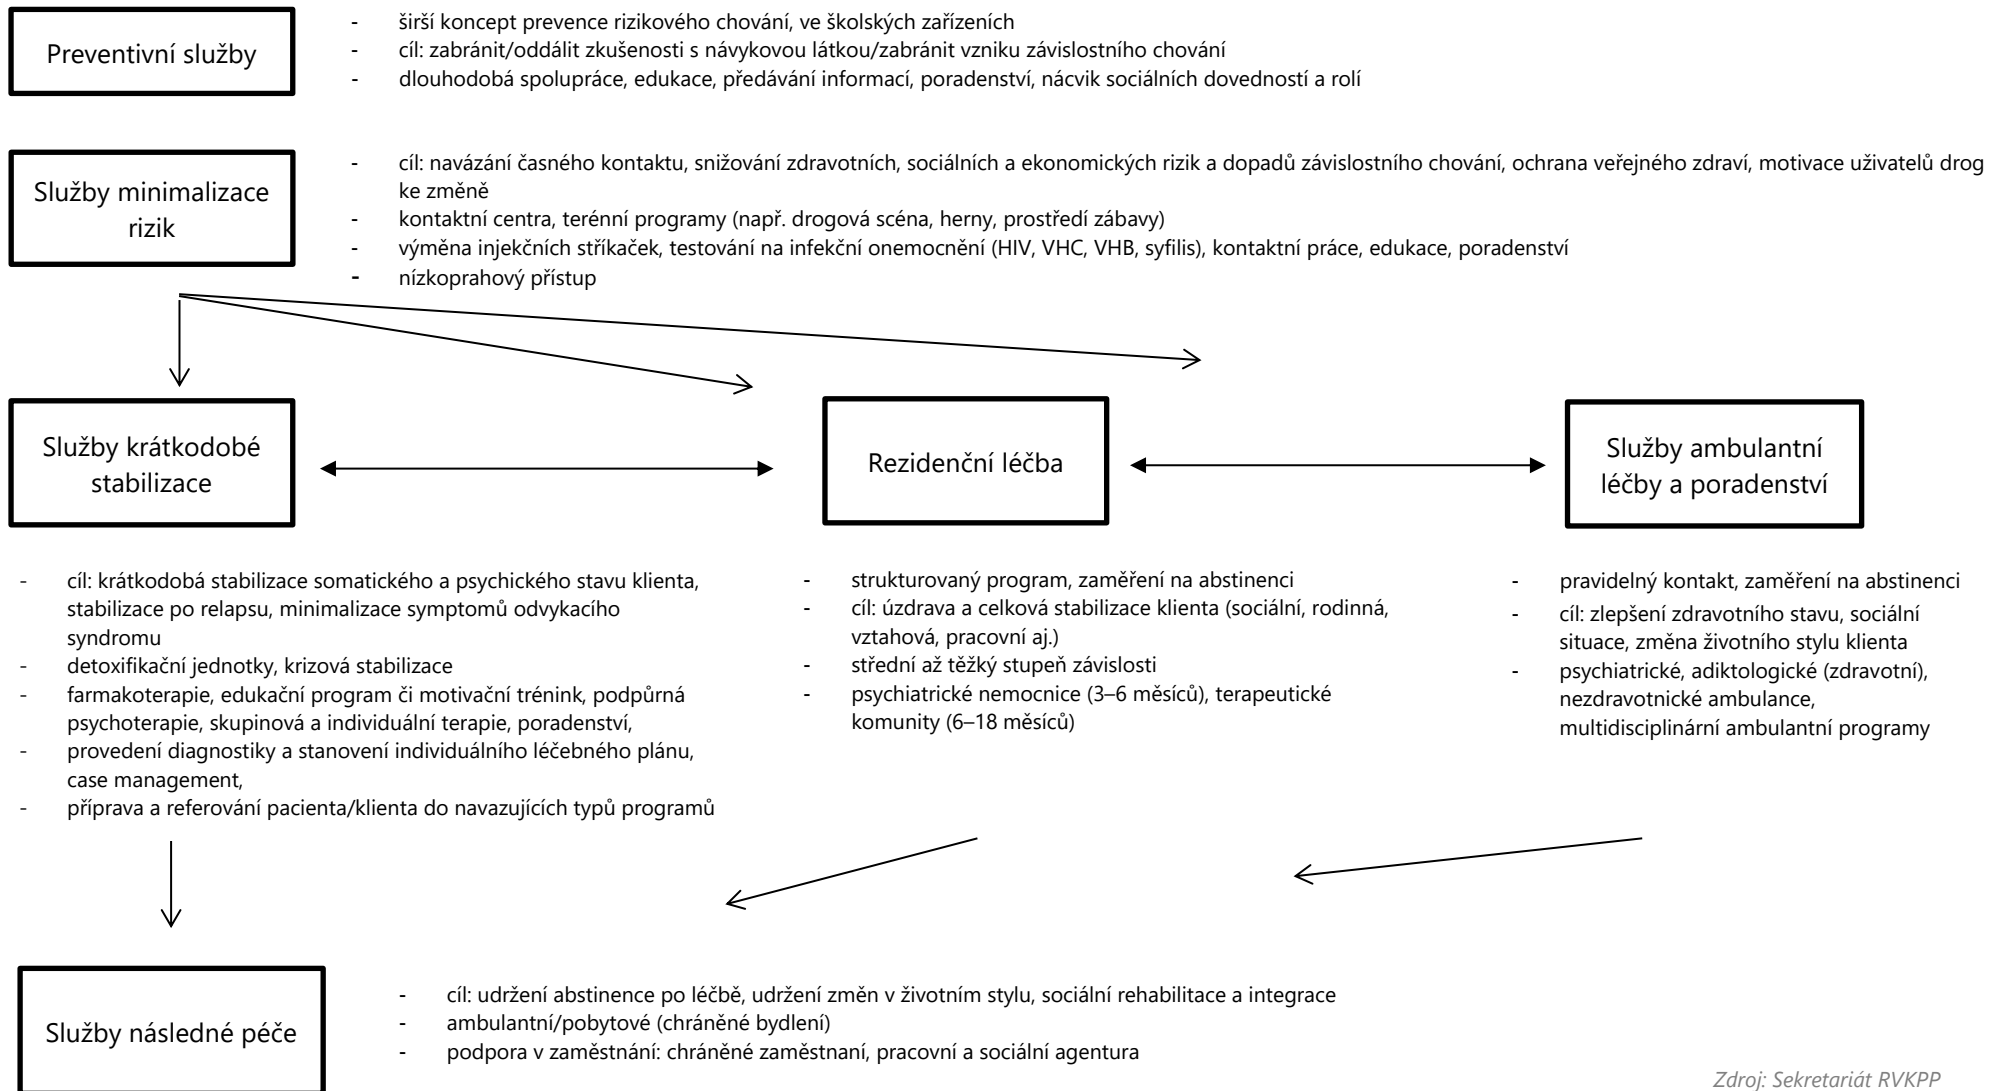 Preventivní služby
- širší koncept prevence rizikového chování, ve školských zařízeních
- cíl: zabránit/oddálit zkušenosti s návykovou látkou/zabránit vzniku závislostního chování
- dlouhodobá spolupráce, edukace, předávání informací, poradenství, nácvik sociálních dovedností a rolí
Služby minimalizace
rizik
- cíl: navázání časného kontaktu, snižování zdravotních, sociálních a ekonomických rizik a dopadů závislostního chování, ochrana veřejného zdraví, motivace uživatelů drog
ke změně
- kontaktní centra, terénní programy (např. drogová scéna, herny, prostředí zábavy)
- výměna injekčních stříkaček, testování na infekční onemocnění (HIV, VHC, VHB, syfilis), kontaktní práce, edukace, poradenství
- nízkoprahový přístup
Služby krátkodobé
stabilizace
- cíl: krátkodobá stabilizace somatického a psychického stavu klienta,
stabilizace po relapsu, minimalizace symptomů odvykacího
syndromu
- detoxifikační jednotky, krizová stabilizace
- farmakoterapie, edukační program či motivační trénink, podpůrná
psychoterapie, skupinová a individuální terapie, poradenství,
- provedení diagnostiky a stanovení individuálního léčebného plánu,
case management,
- příprava a referování pacienta/klienta do navazujících typů programů
Rezidenční léčba
- strukturovaný program, zaměření na abstinenci
- cíl: úzdrava a celková stabilizace klienta (sociální, rodinná,
vztahová, pracovní aj.)
- střední až těžký stupeň závislosti
- psychiatrické nemocnice (3–6 měsíců), terapeutické
komunity (6–18 měsíců)
Služby ambulantní
léčby a poradenství
- pravidelný kontakt, zaměření na abstinenci
- cíl: zlepšení zdravotního stavu, sociální
situace, změna životního stylu klienta
- psychiatrické, adiktologické (zdravotní),
nezdravotnické ambulance,
multidisciplinární ambulantní programy
Služby následné péče
- cíl: udržení abstinence po léčbě, udržení změn v životním stylu, sociální rehabilitace a integrace
- ambulantní/pobytové (chráněné bydlení)
- podpora v zaměstnání: chráněné zaměstnaní, pracovní a sociální agentura
Zdroj: Sekretariát RVKPP